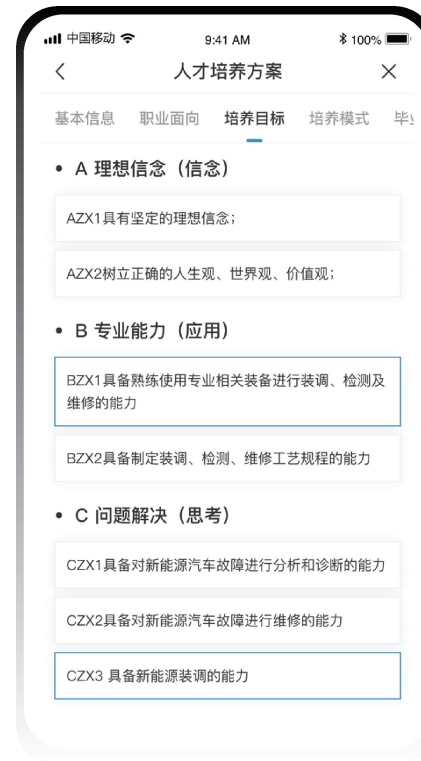 中国移动 9:41 AM 100%
人才培养方案
基本信息 职业面向 培养目标 培养模式 毕
• A 理想信念（信念）
AZX1具有坚定的理想信念；
AZX2树立正确的人生观、世界观、价值观；
• B 专业能力（应用）
BZX1具备熟练使用专业相关装备进行装调、检测及
维修的能力
BZX2具备制定装调、检测、维修工艺规程的能力
• C 问题解决（思考）
CZX1具备对新能源汽车故障进行分析和诊断的能力
CZX2具备对新能源汽车故障进行维修的能力
CZX3 具备新能源装调的能力